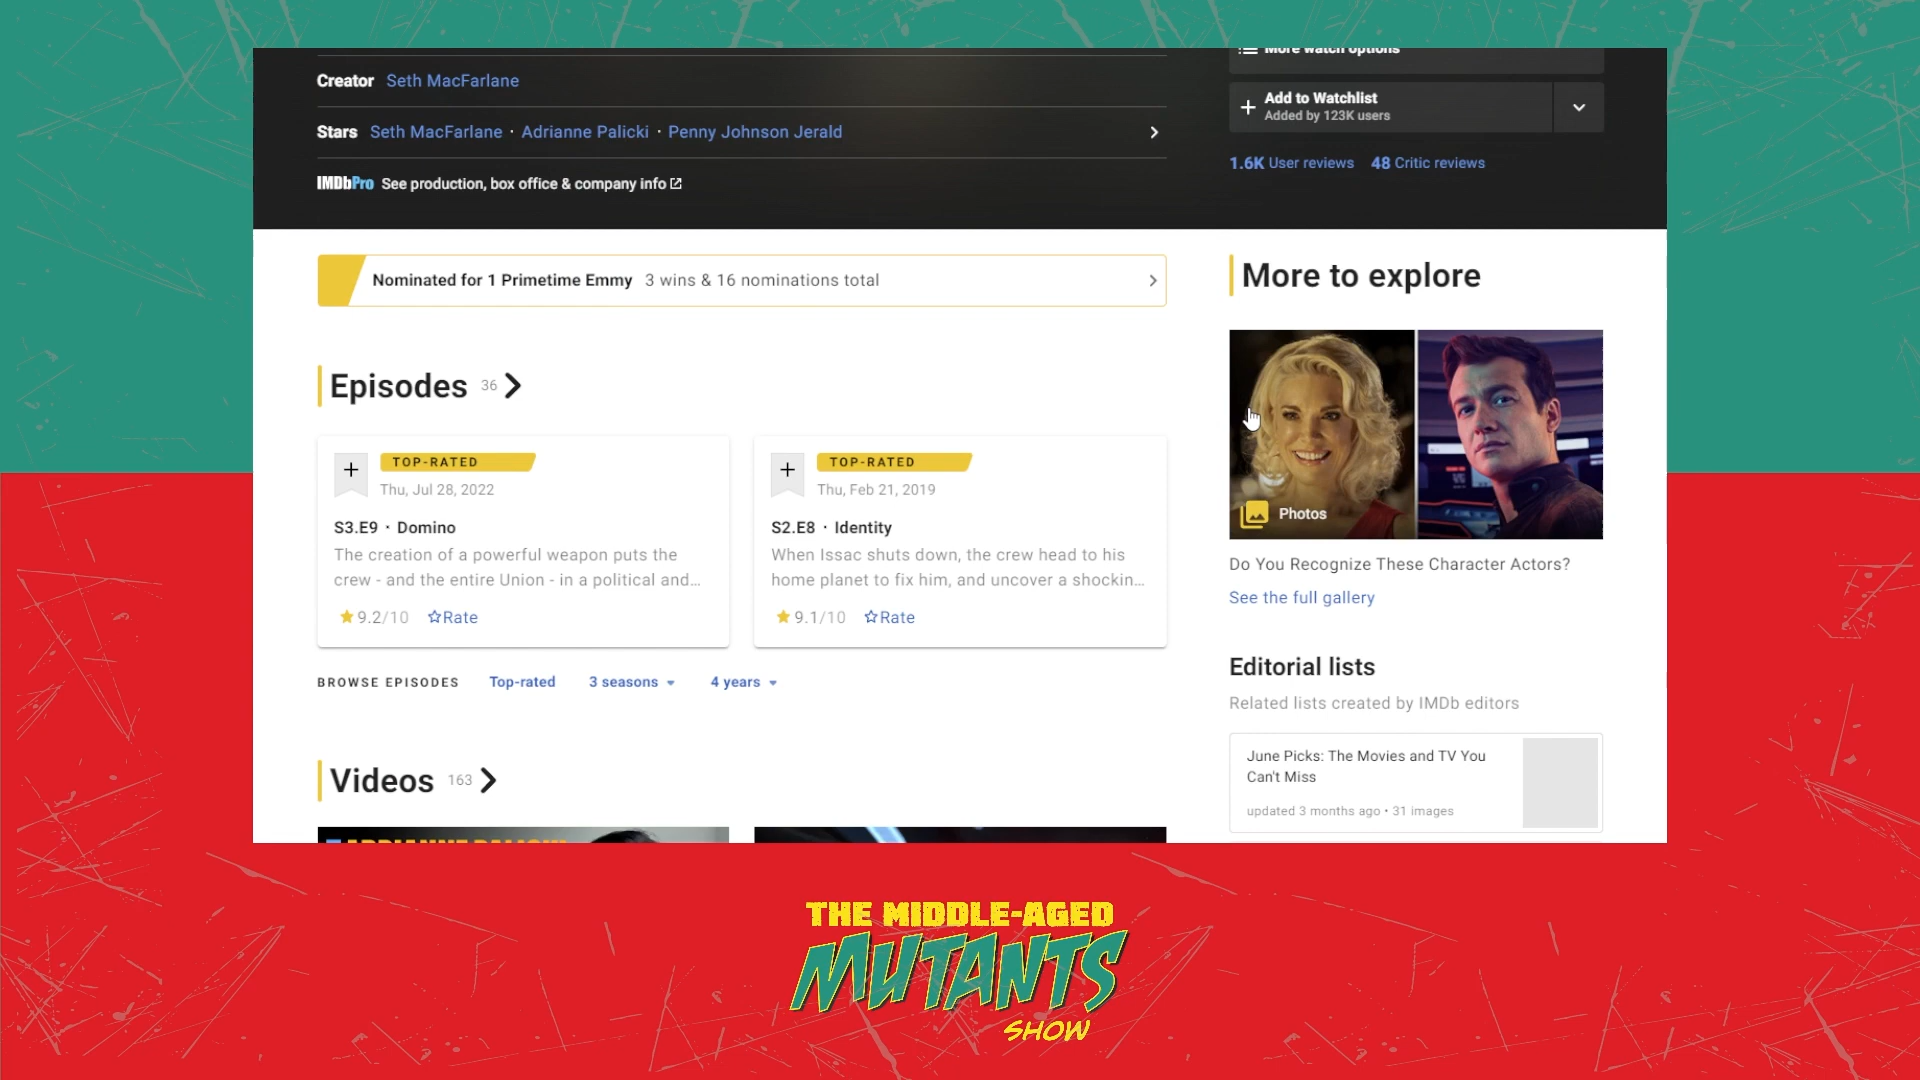 More watch options
Creator Seth MacFarlane
Add to Watchlist
Added by 123K users
Stars Seth MacFarlane · Adrianne Palicki · Penny Johnson Jerald
1.6K User reviews 48 Critic reviews
IMDbPro See production, box office & company info
Nominated for 1 Primetime Emmy 3 wins & 16 nominations total
Episodes 36
TOP-RATED
Thu, Jul 28, 2022
S3.E9 · Domino
The creation of a powerful weapon puts the
crew - and the entire Union - in a political and...
9.2/10 Rate
TOP-RATED
Thu, Feb 21, 2019
S2.E8 · Identity
When Issac shuts down, the crew head to his
home planet to fix him, and uncover a shockin...
9.1/10 Rate
BROWSE EPISODES Top-rated 3 seasons 4 years
Videos 163
ADRIANNE PALICKI
More to explore
Photos
Do You Recognize These Character Actors?
See the full gallery
Editorial lists
Related lists created by IMDb editors
June Picks: The Movies and TV You
Can't Miss
updated 3 months ago • 31 images
THE MIDDLE-AGED
MUTANTS
SHOW